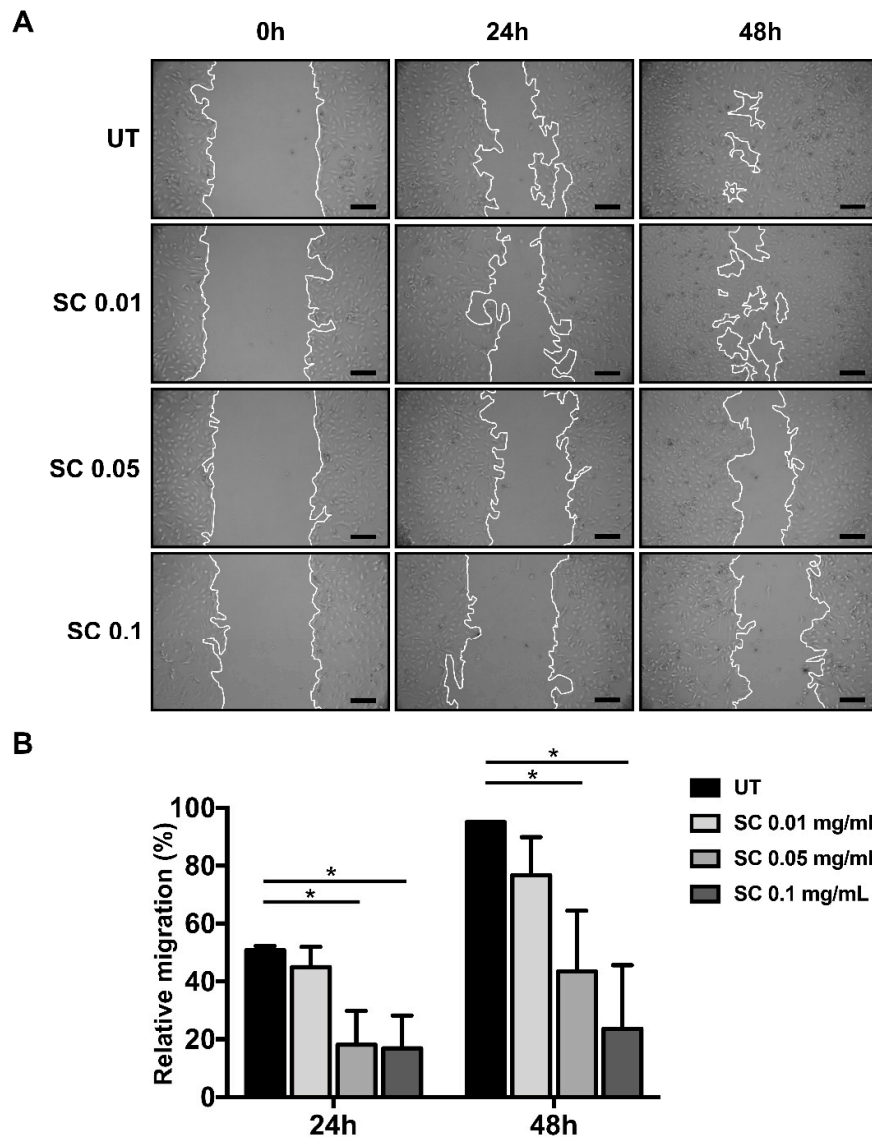 A
0h 24h 48h
UT
SC 0.01
SC 0.05
SC 0.1
B
* *
* *
Relative migration (%)
100
80
60
40
20
0
24h 48h
UT
SC 0.01 mg/ml
SC 0.05 mg/ml
SC 0.1 mg/mL